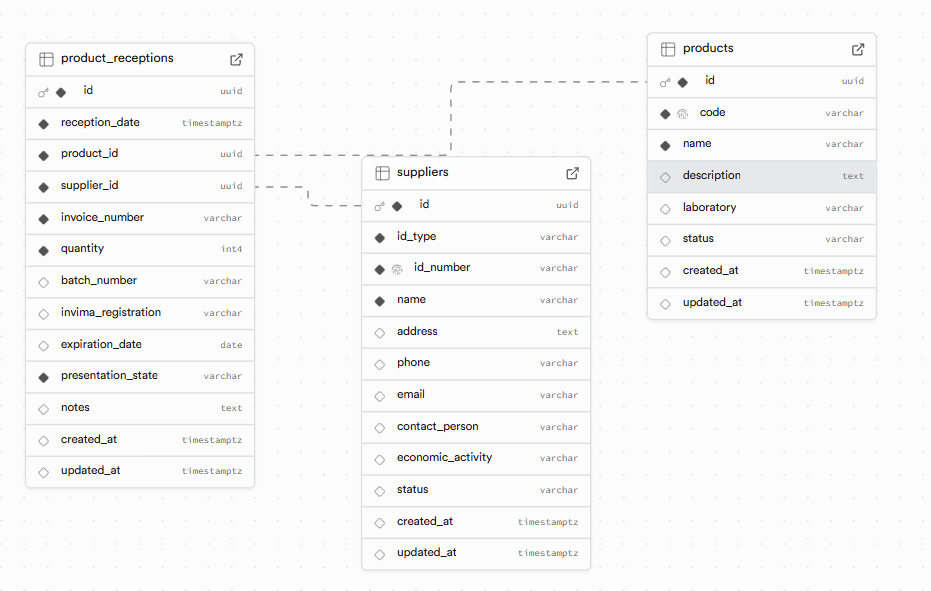 product_receptions
id uuid
reception_date timestamptz
product_id uuid
supplier_id uuid
invoice_number varchar
quantity int4
batch_number varchar
invima_registration varchar
expiration_date date
presentation_state varchar
notes text
created_at timestamptz
updated_at timestamptz
suppliers
id uuid
id_type varchar
id_number varchar
name varchar
address text
phone varchar
email varchar
contact_person varchar
economic_activity varchar
status varchar
created_at timestamptz
updated_at timestamptz
products
id uuid
code varchar
name varchar
description text
laboratory varchar
status varchar
created_at timestamptz
updated_at timestamptz